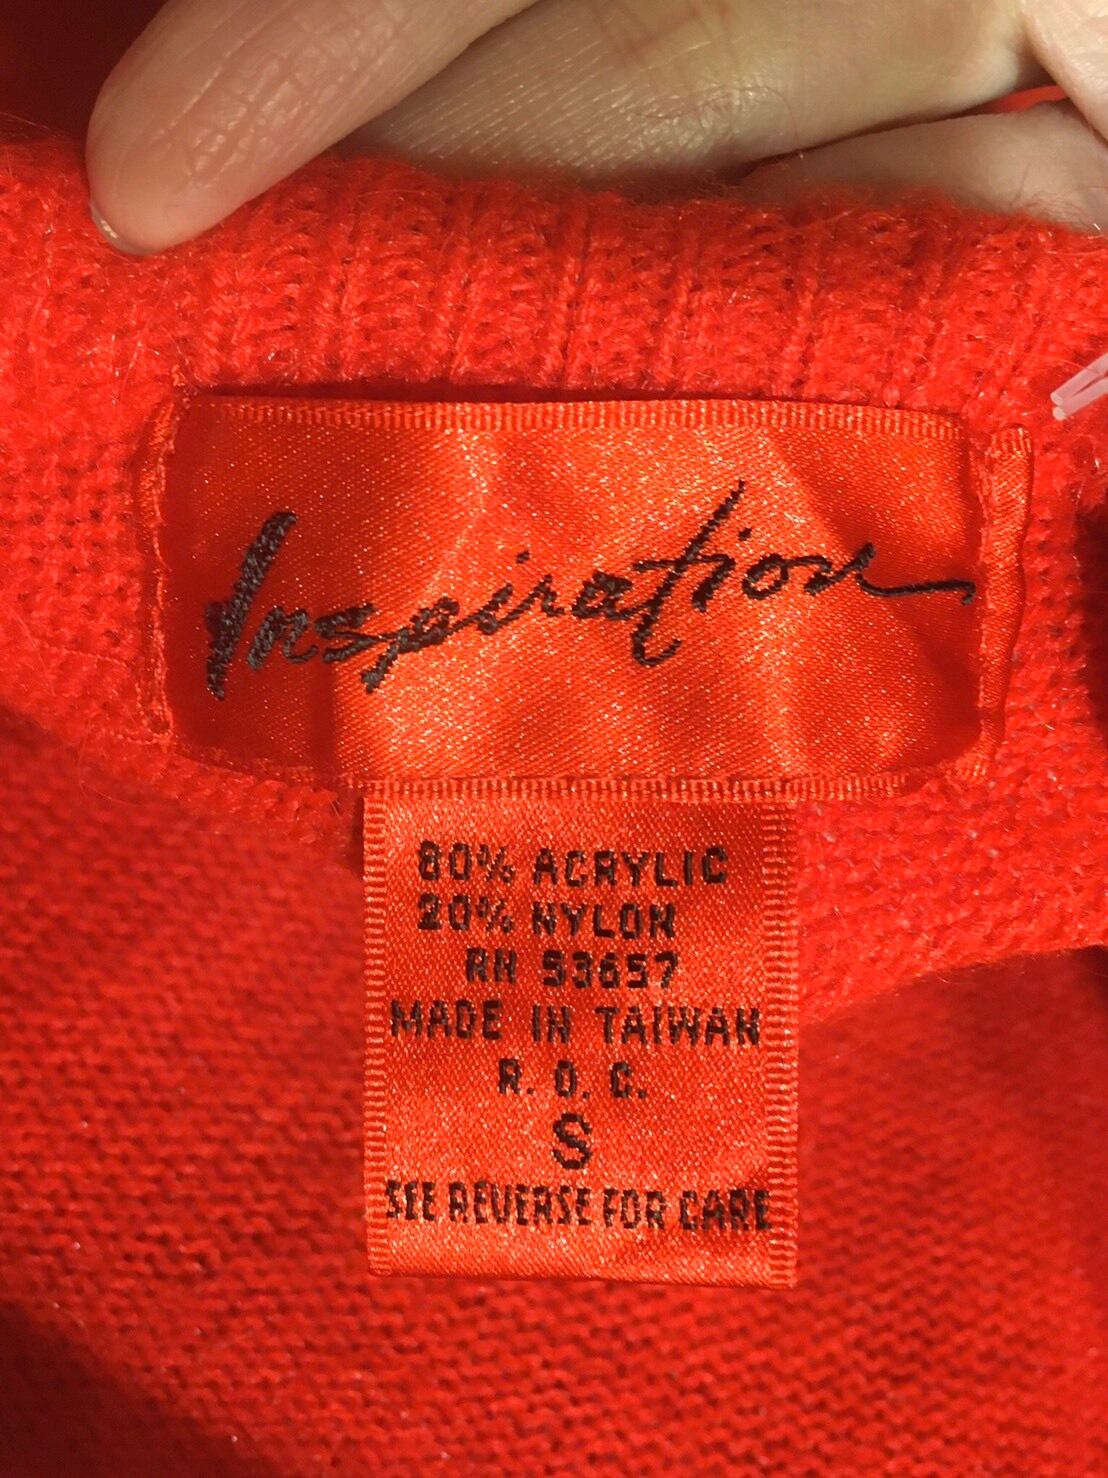 Inspiration
80% ACRYLIC
20% NYLON
RN 53657
MADE IN TAIWAN
R. O. C.
S
SEE REVERSE FOR CARE